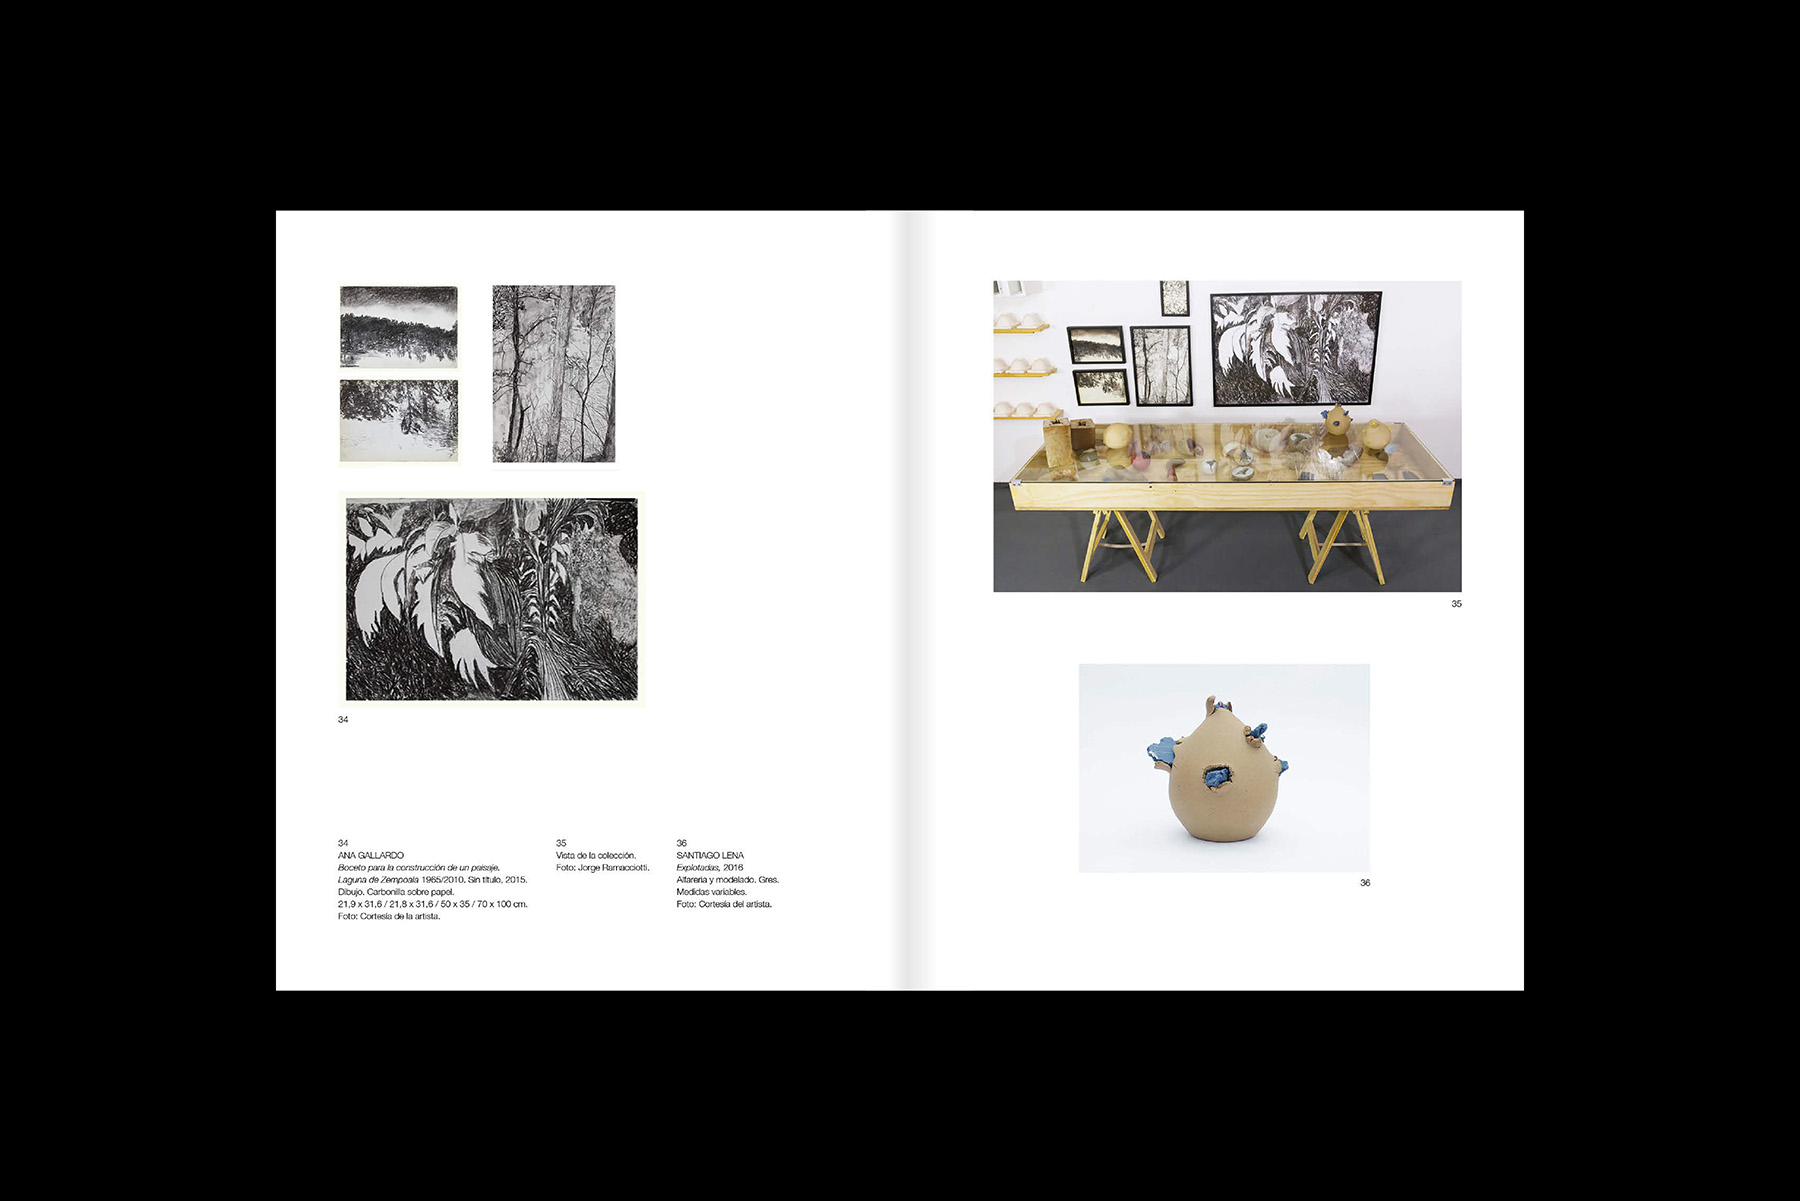 34
34
ANA GALLARDO
Boceto para la construcción de un paisaje.
Laguna de Zempoala 1965/2010. Sin título, 2015.
Dibujo. Carbonilla sobre papel.
21,9 x 31,6 / 21,8 x 31,6 / 50 x 35 / 70 x 100 cm.
Foto: Cortesía de la artista.
35
Vista de la colección.
Foto: Jorge Ramacciotti.
36
SANTIAGO LENA
Explotadas, 2016
Alfarería y modelado. Gres.
Medidas variables.
Foto: Cortesía del artista.
35
36